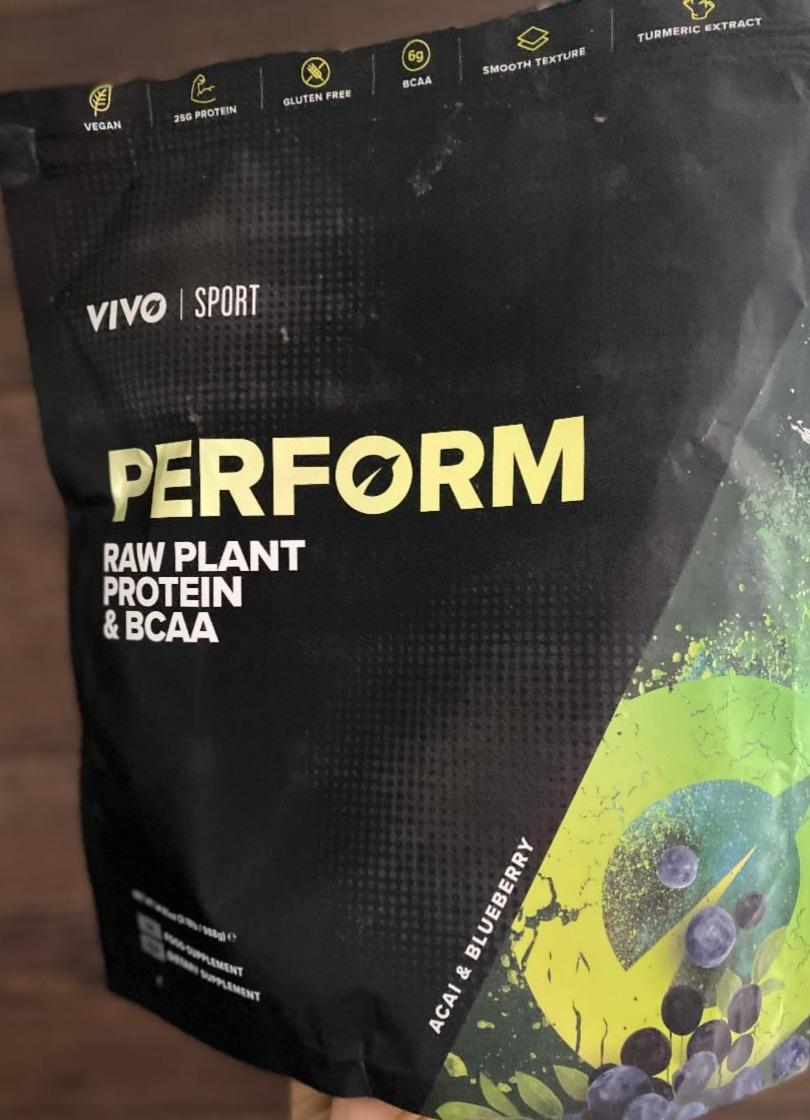 VEGAN
25G PROTEIN
GLUTEN FREE
6g
BCAA
SMOOTH TEXTURE
TURMERIC EXTRACT
VIVO | SPORT
PERFORM
RAW PLANT
PROTEIN
& BCAA
ACAI & BLUEBERRY
FOOD SUPPLEMENT
DIETARY SUPPLEMENT